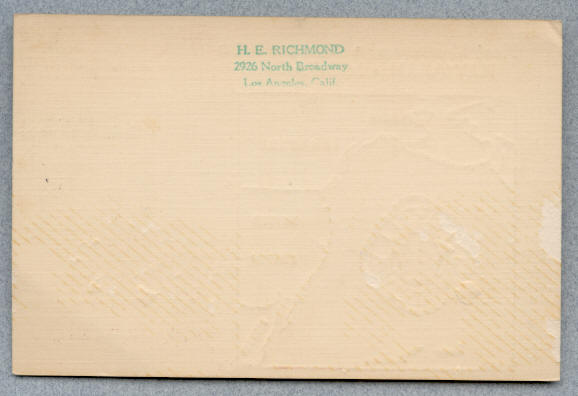 H. E. RICHMOND
2926 North Broadway
Los Angeles, Calif.